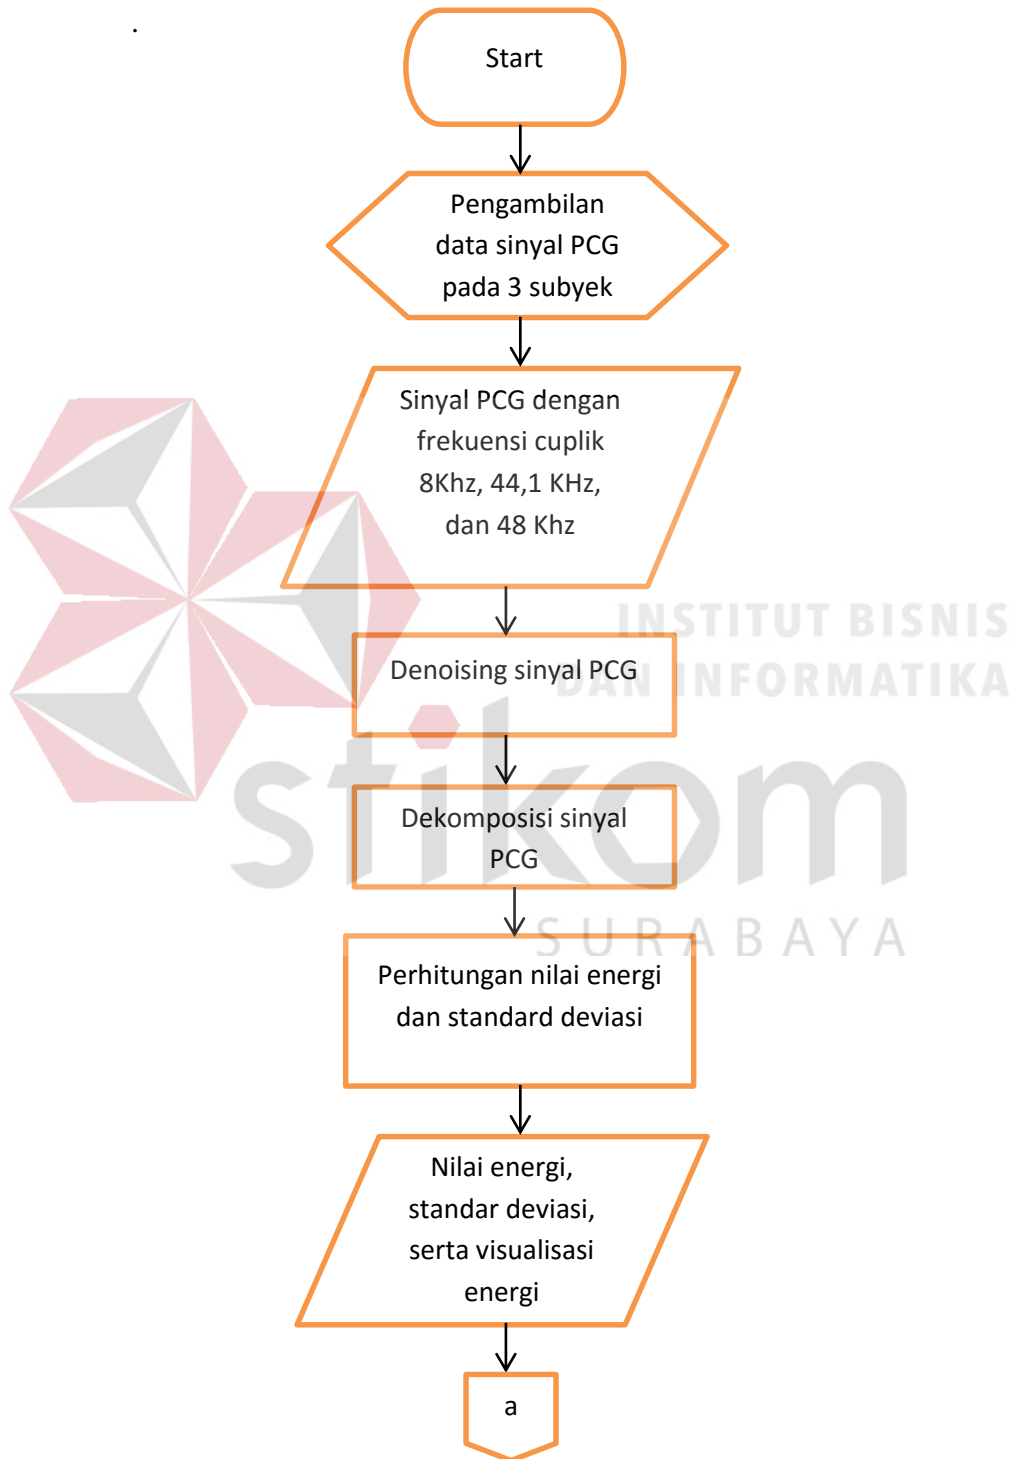 .
Start
Pengambilan
data sinyal PCG
pada 3 subyek
Sinyal PCG dengan
frekuensi cuplik
8Khz, 44,1 KHz,
dan 48 Khz
INSTITUT BISNIS
DAN INFORMATIKA
Denoising sinyal PCG
stikom
Dekomposisi sinyal
PCG
SURABAYA
Perhitungan nilai energi
dan standard deviasi
Nilai energi,
standar deviasi,
serta visualisasi
energi
a